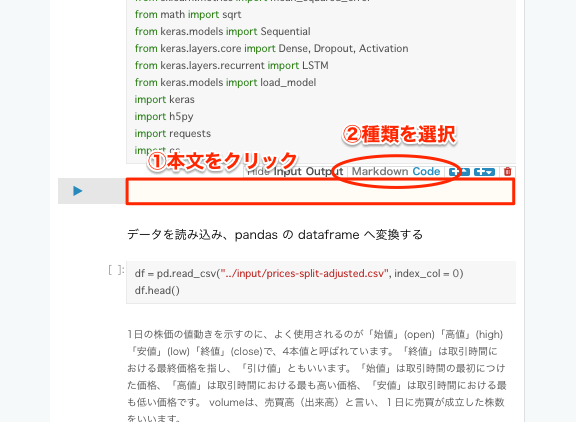 from math import sqrt
from keras.models import Sequential
from keras.layers.core import Dense, Dropout, Activation
from keras.layers.recurrent import LSTM
from keras.models import load_model
import keras
import h5py
import requests
import
②種類を選択
①本文をクリック
Hide Input Output | Markdown Code
データを読み込み、pandas の dataframe へ変換する
[ ]:
df = pd.read_csv("../input/prices-split-adjusted.csv", index_col = 0)
df.head()
1日の株価の値動きを示すのに、よく使用されるのが「始値」(open)「高値」(high)
「安値」(low)「終値」(close)で、4本値と呼ばれています。「終値」は取引時間に
おける最終価格を指し、「引け値」ともいいます。「始値」は取引時間の最初につけ
た価格、「高値」は取引時間における最も高い価格、「安値」は取引時間における最
も低い価格です。 volumeは、売買高（出来高）と言い、1日に売買が成立した株数
をいいます。